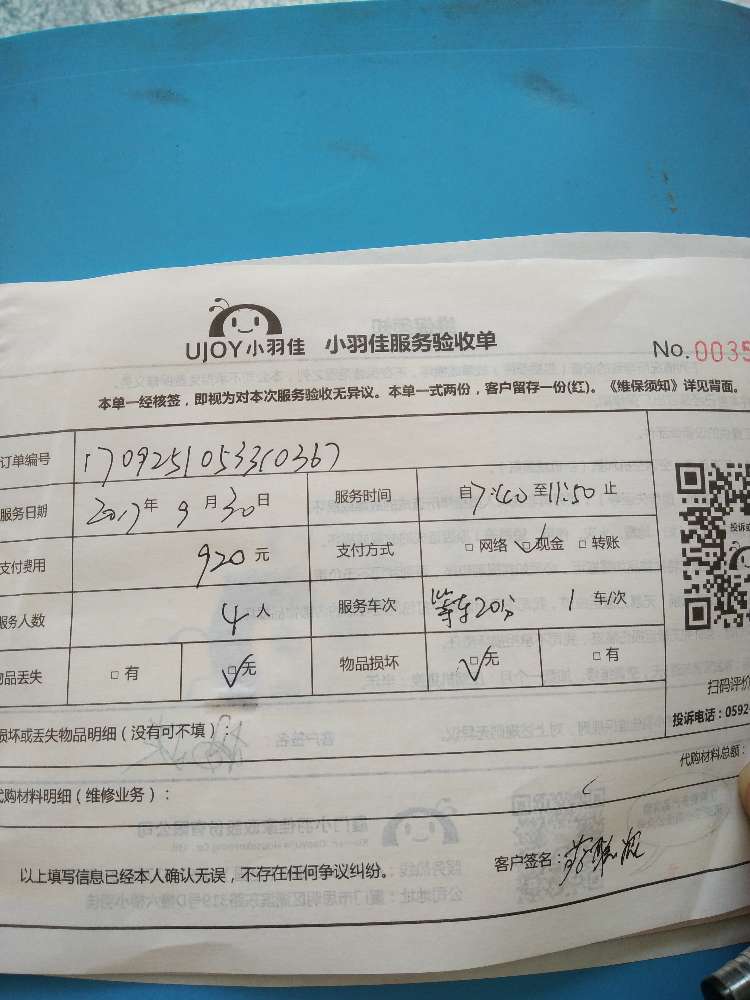 UJOY小羽佳 小羽佳服务验收单 No.0035
本单一经核签，即视为对本次服务验收无异议。本单一式两份，客户留存一份(红)。《维保须知》详见背面。
订单编号 1709251053310367
服务日期 2017年9月30日 服务时间 自7:40至11:50止
支付费用 920元 支付方式 □网络 ☑现金 □转账
服务人数 4人 服务车次 等车20分 1车/次
物品丢失 □有 ☑无 物品损坏 ☑无 □有
损坏或丢失物品明细（没有可不填）：
代购材料明细（维修业务）：
扫码评价
投诉电话：0592
代购材料总额：
以上填写信息已经本人确认无误，不存在任何争议纠纷。
客户签名：